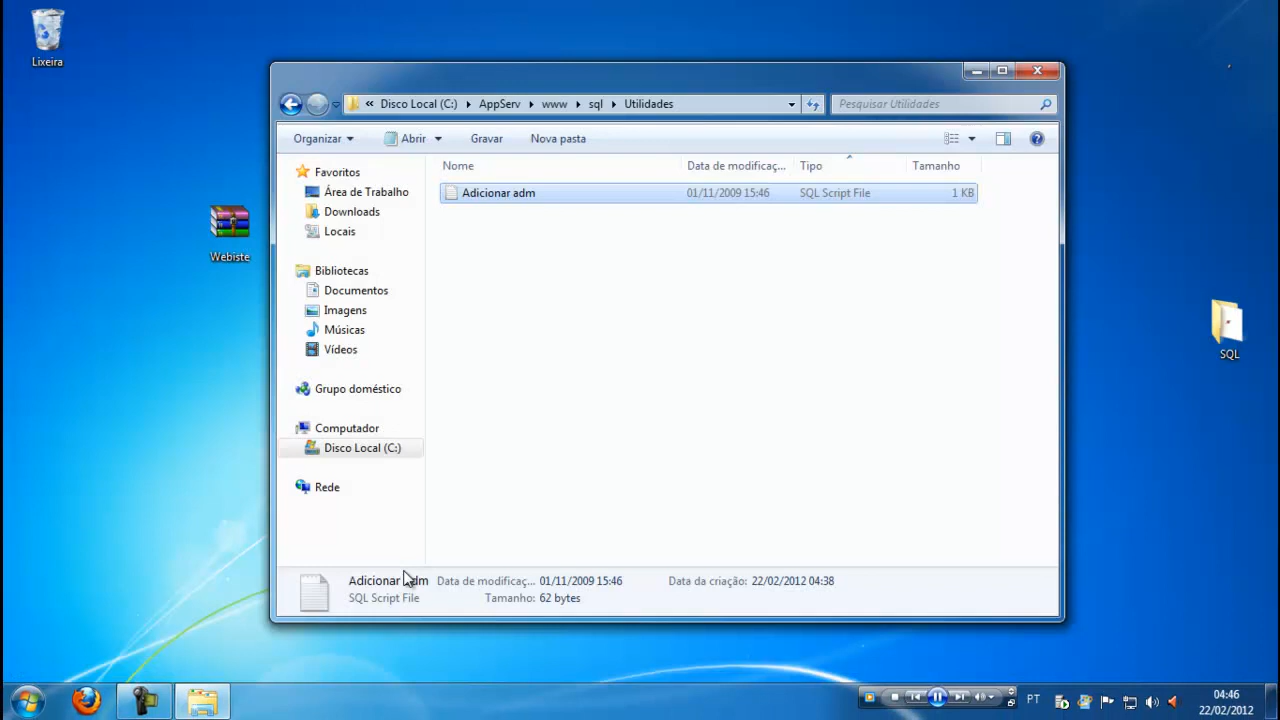 Lixeira
Webiste
SQL
Disco Local (C:) AppServ www sql Utilidades
Pesquisar Utilidades
Organizar Abrir Gravar Nova pasta
Nome Data de modificaç... Tipo Tamanho
Adicionar adm 01/11/2009 15:46 SQL Script File 1 KB
Favoritos
Área de Trabalho
Downloads
Locais
Bibliotecas
Documentos
Imagens
Músicas
Vídeos
Grupo doméstico
Computador
Disco Local (C:)
Rede
Adicionar adm Data de modificaç... 01/11/2009 15:46 Data da criação: 22/02/2012 04:38
SQL Script File Tamanho: 62 bytes
PT
04:46
22/02/2012